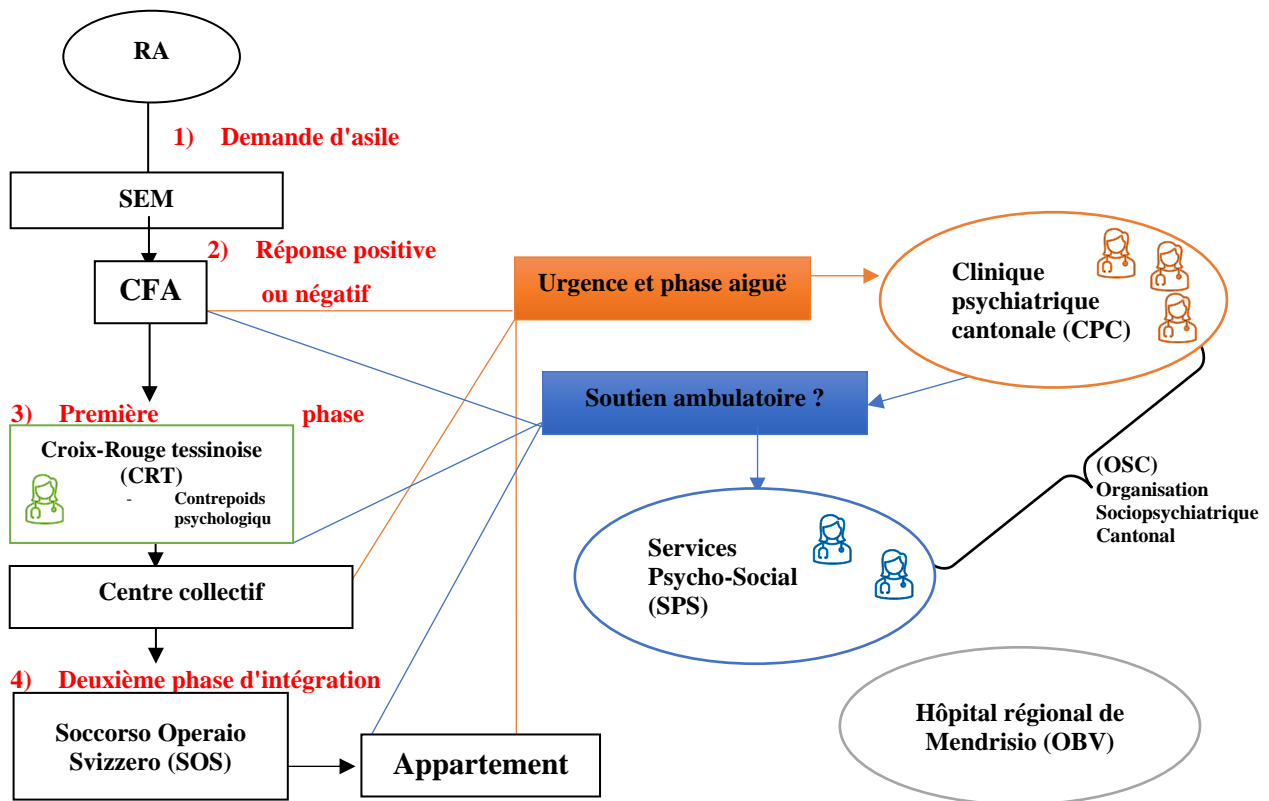 RA
1) Demande d'asile
SEM
2) Réponse positive
ou négatif
CFA
Urgence et phase aiguë
Clinique
psychiatrique
cantonale (CPC)
Soutien ambulatoire ?
3) Première phase
Croix-Rouge tessinoise
(CRT)
- Contrepoids
psychologiqu
(OSC)
Organisation
Sociopsychiatrique
Cantonal
Services
Psycho-Social
(SPS)
Centre collectif
4) Deuxième phase d'intégration
Soccorso Operaio
Svizzero (SOS)
Appartement
Hôpital régional de
Mendrisio (OBV)